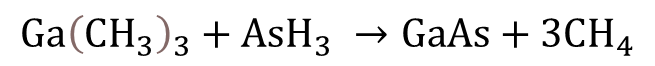 Ga(CH₃)₃ + AsH₃ → GaAs + 3CH₄